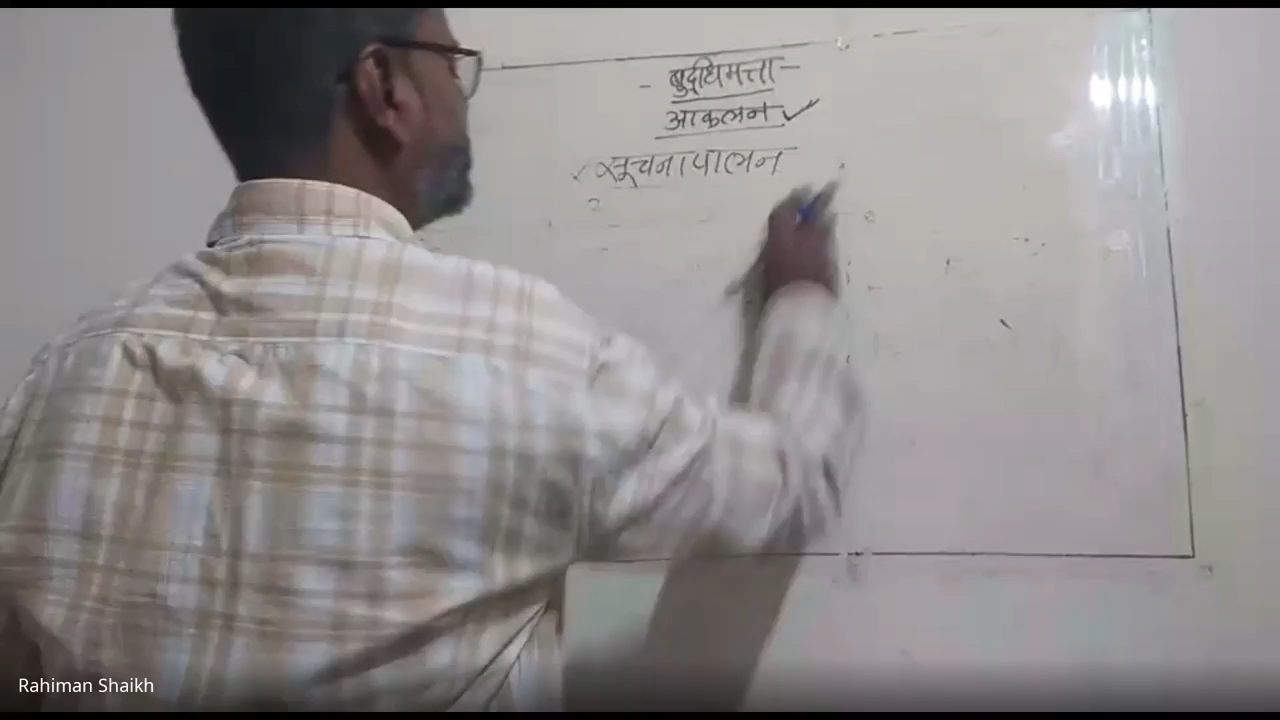 - बुद्धिमत्ता -
आकलन ✓
सूचनापालन
Rahiman Shaikh